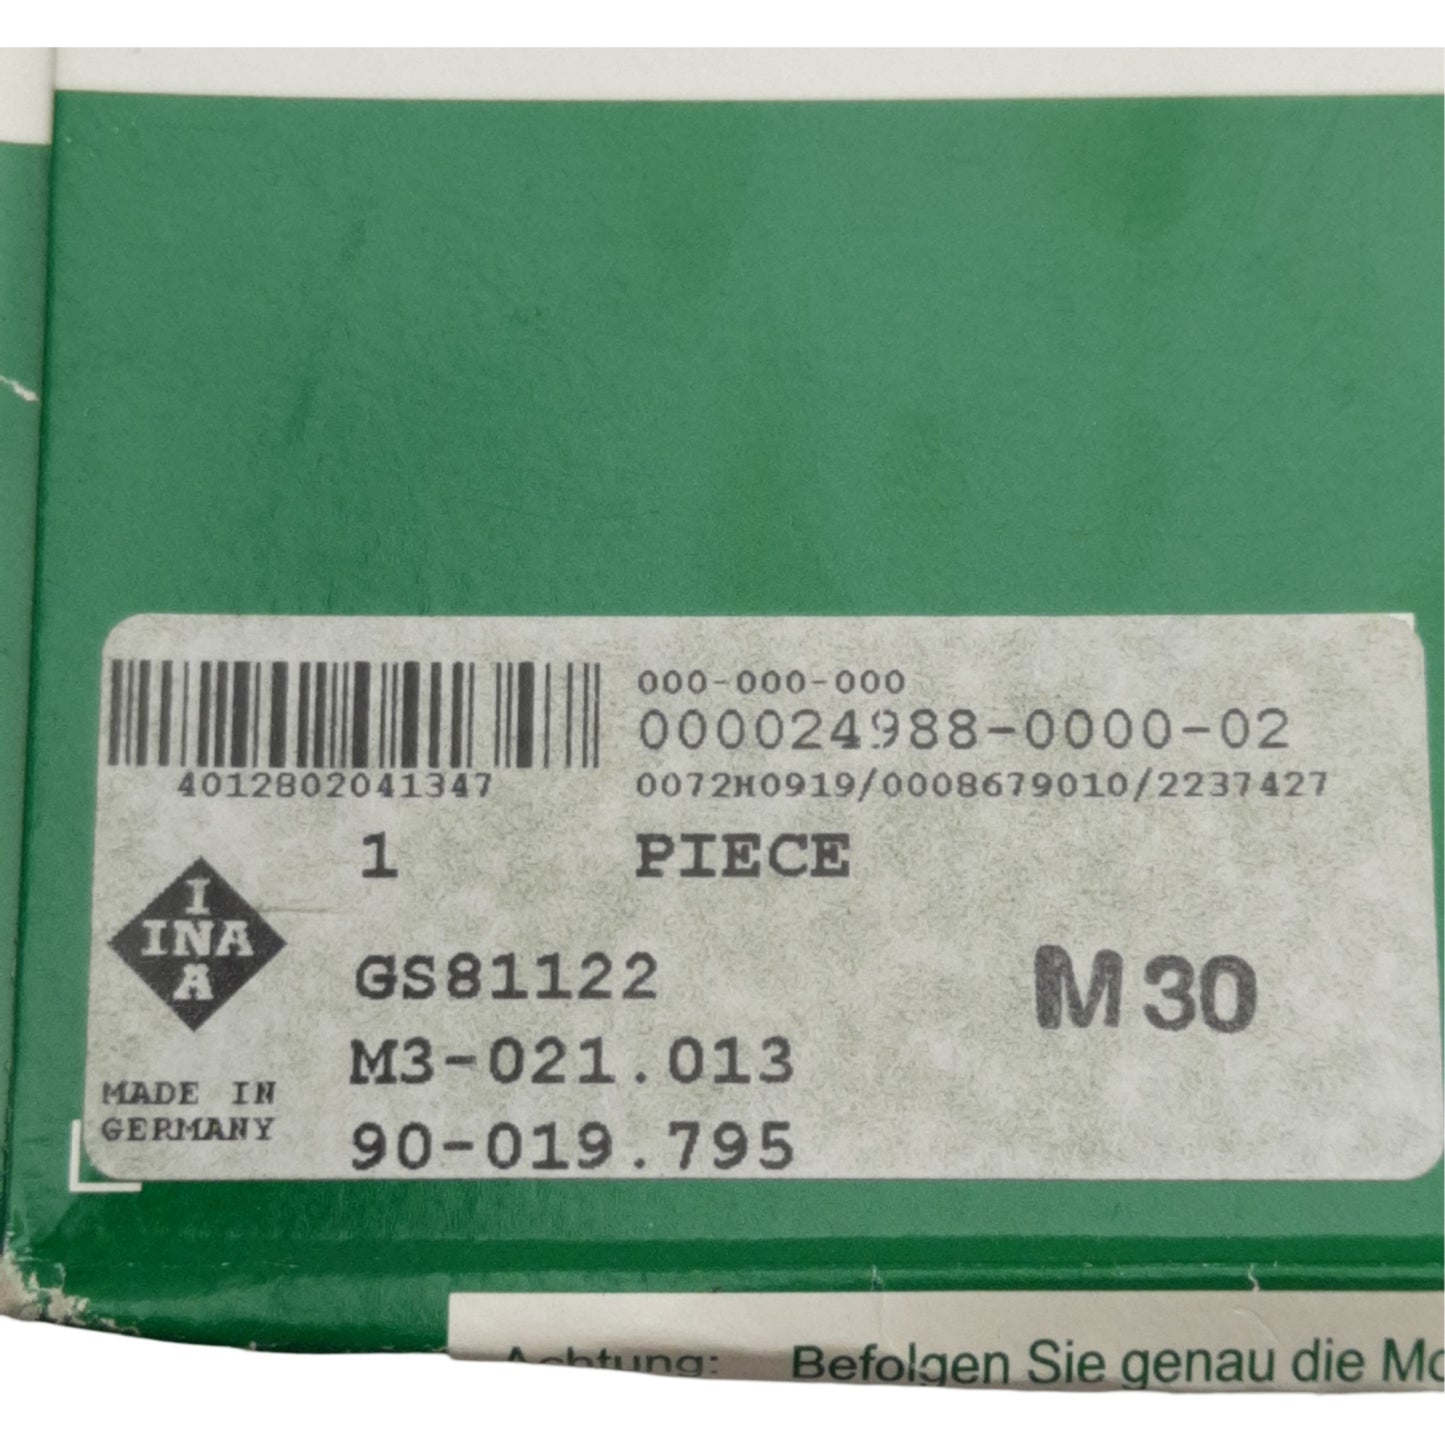 000-000-000
000024988-0000-02
4012802041347
0072M0919/0008679010/2237427
1 PIECE
I
INA
A
GS81122
M30
M3-021.013
MADE IN
GERMANY
90-019.795
Achtung: Befolgen Sie genau die